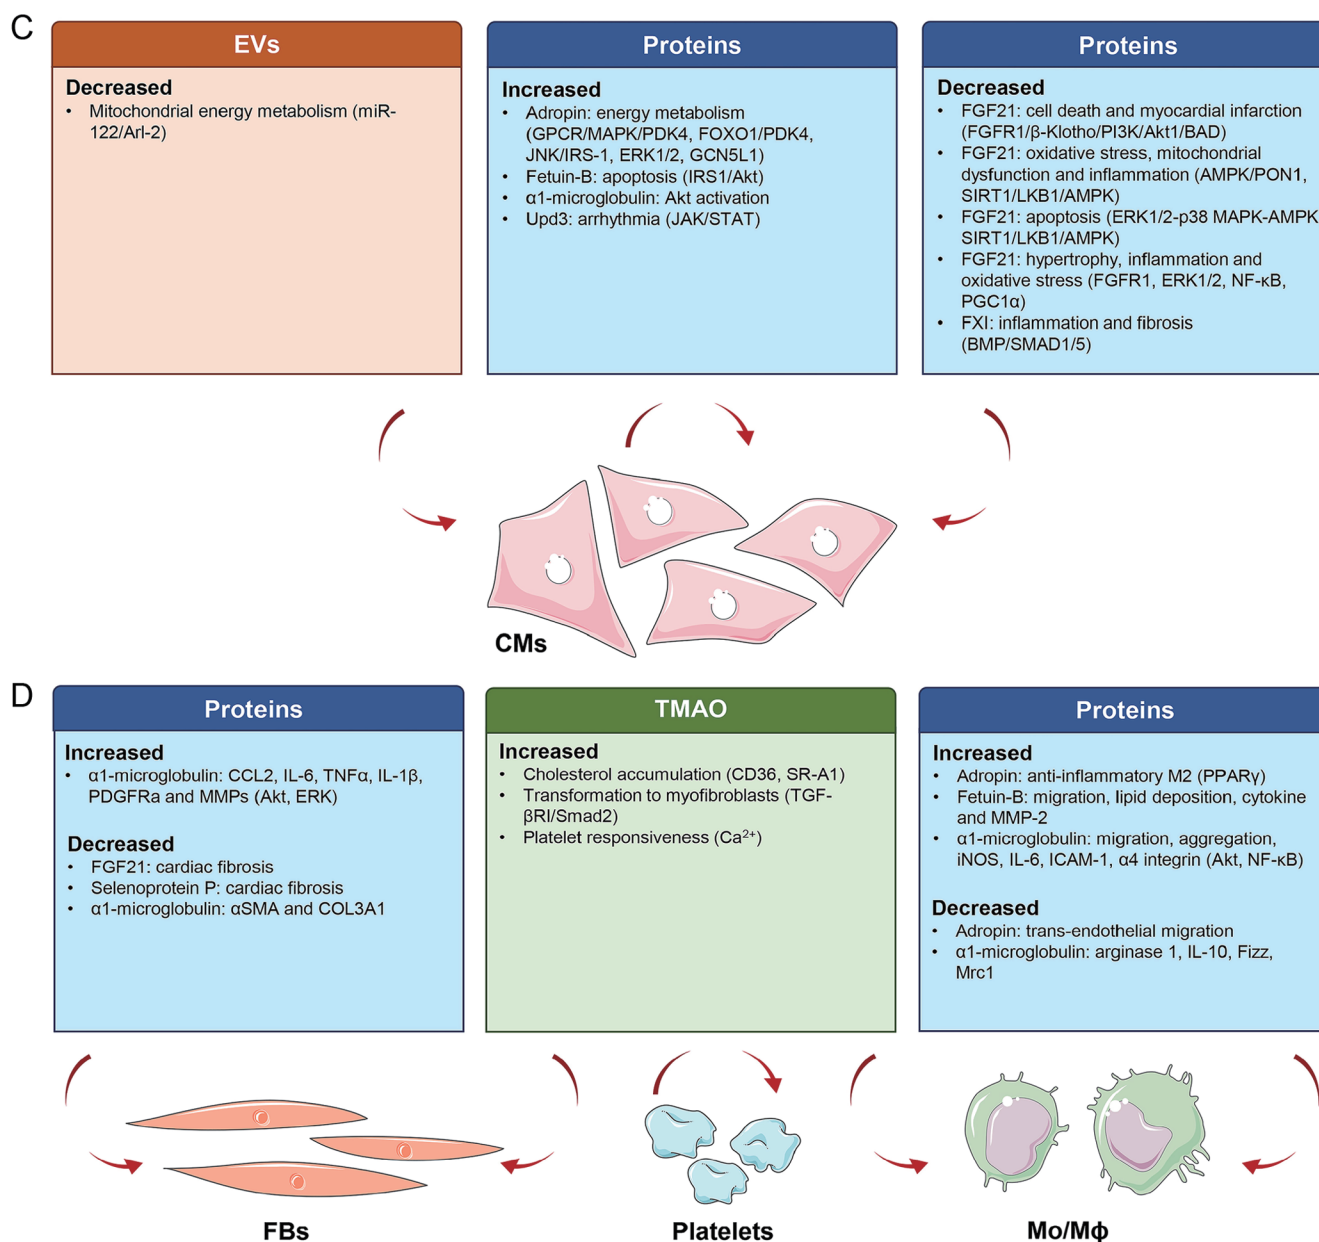 C
EVs
Decreased
• Mitochondrial energy metabolism (miR-
122/Arl-2)
Proteins
Increased
• Adropin: energy metabolism
(GPCR/MAPK/PDK4, FOXO1/PDK4,
JNK/IRS-1, ERK1/2, GCN5L1)
• Fetuin-B: apoptosis (IRS1/Akt)
• α1-microglobulin: Akt activation
• Upd3: arrhythmia (JAK/STAT)
Proteins
Decreased
• FGF21: cell death and myocardial infarction
(FGFR1/β-Klotho/PI3K/Akt1/BAD)
• FGF21: oxidative stress, mitochondrial
dysfunction and inflammation (AMPK/PON1,
SIRT1/LKB1/AMPK)
• FGF21: apoptosis (ERK1/2-p38 MAPK-AMPK
SIRT1/LKB1/AMPK)
• FGF21: hypertrophy, inflammation and
oxidative stress (FGFR1, ERK1/2, NF-κB,
PGC1α)
• FXI: inflammation and fibrosis
(BMP/SMAD1/5)
CMs
D
Proteins
Increased
• α1-microglobulin: CCL2, IL-6, TNFα, IL-1β,
PDGFRa and MMPs (Akt, ERK)
Decreased
• FGF21: cardiac fibrosis
• Selenoprotein P: cardiac fibrosis
• α1-microglobulin: αSMA and COL3A1
TMAO
Increased
• Cholesterol accumulation (CD36, SR-A1)
• Transformation to myofibroblasts (TGF-
βRI/Smad2)
• Platelet responsiveness (Ca²⁺)
Proteins
Increased
• Adropin: anti-inflammatory M2 (PPARγ)
• Fetuin-B: migration, lipid deposition, cytokine
and MMP-2
• α1-microglobulin: migration, aggregation,
iNOS, IL-6, ICAM-1, α4 integrin (Akt, NF-κB)
Decreased
• Adropin: trans-endothelial migration
• α1-microglobulin: arginase 1, IL-10, Fizz,
Mrc1
FBs
Platelets
Mo/Mϕ